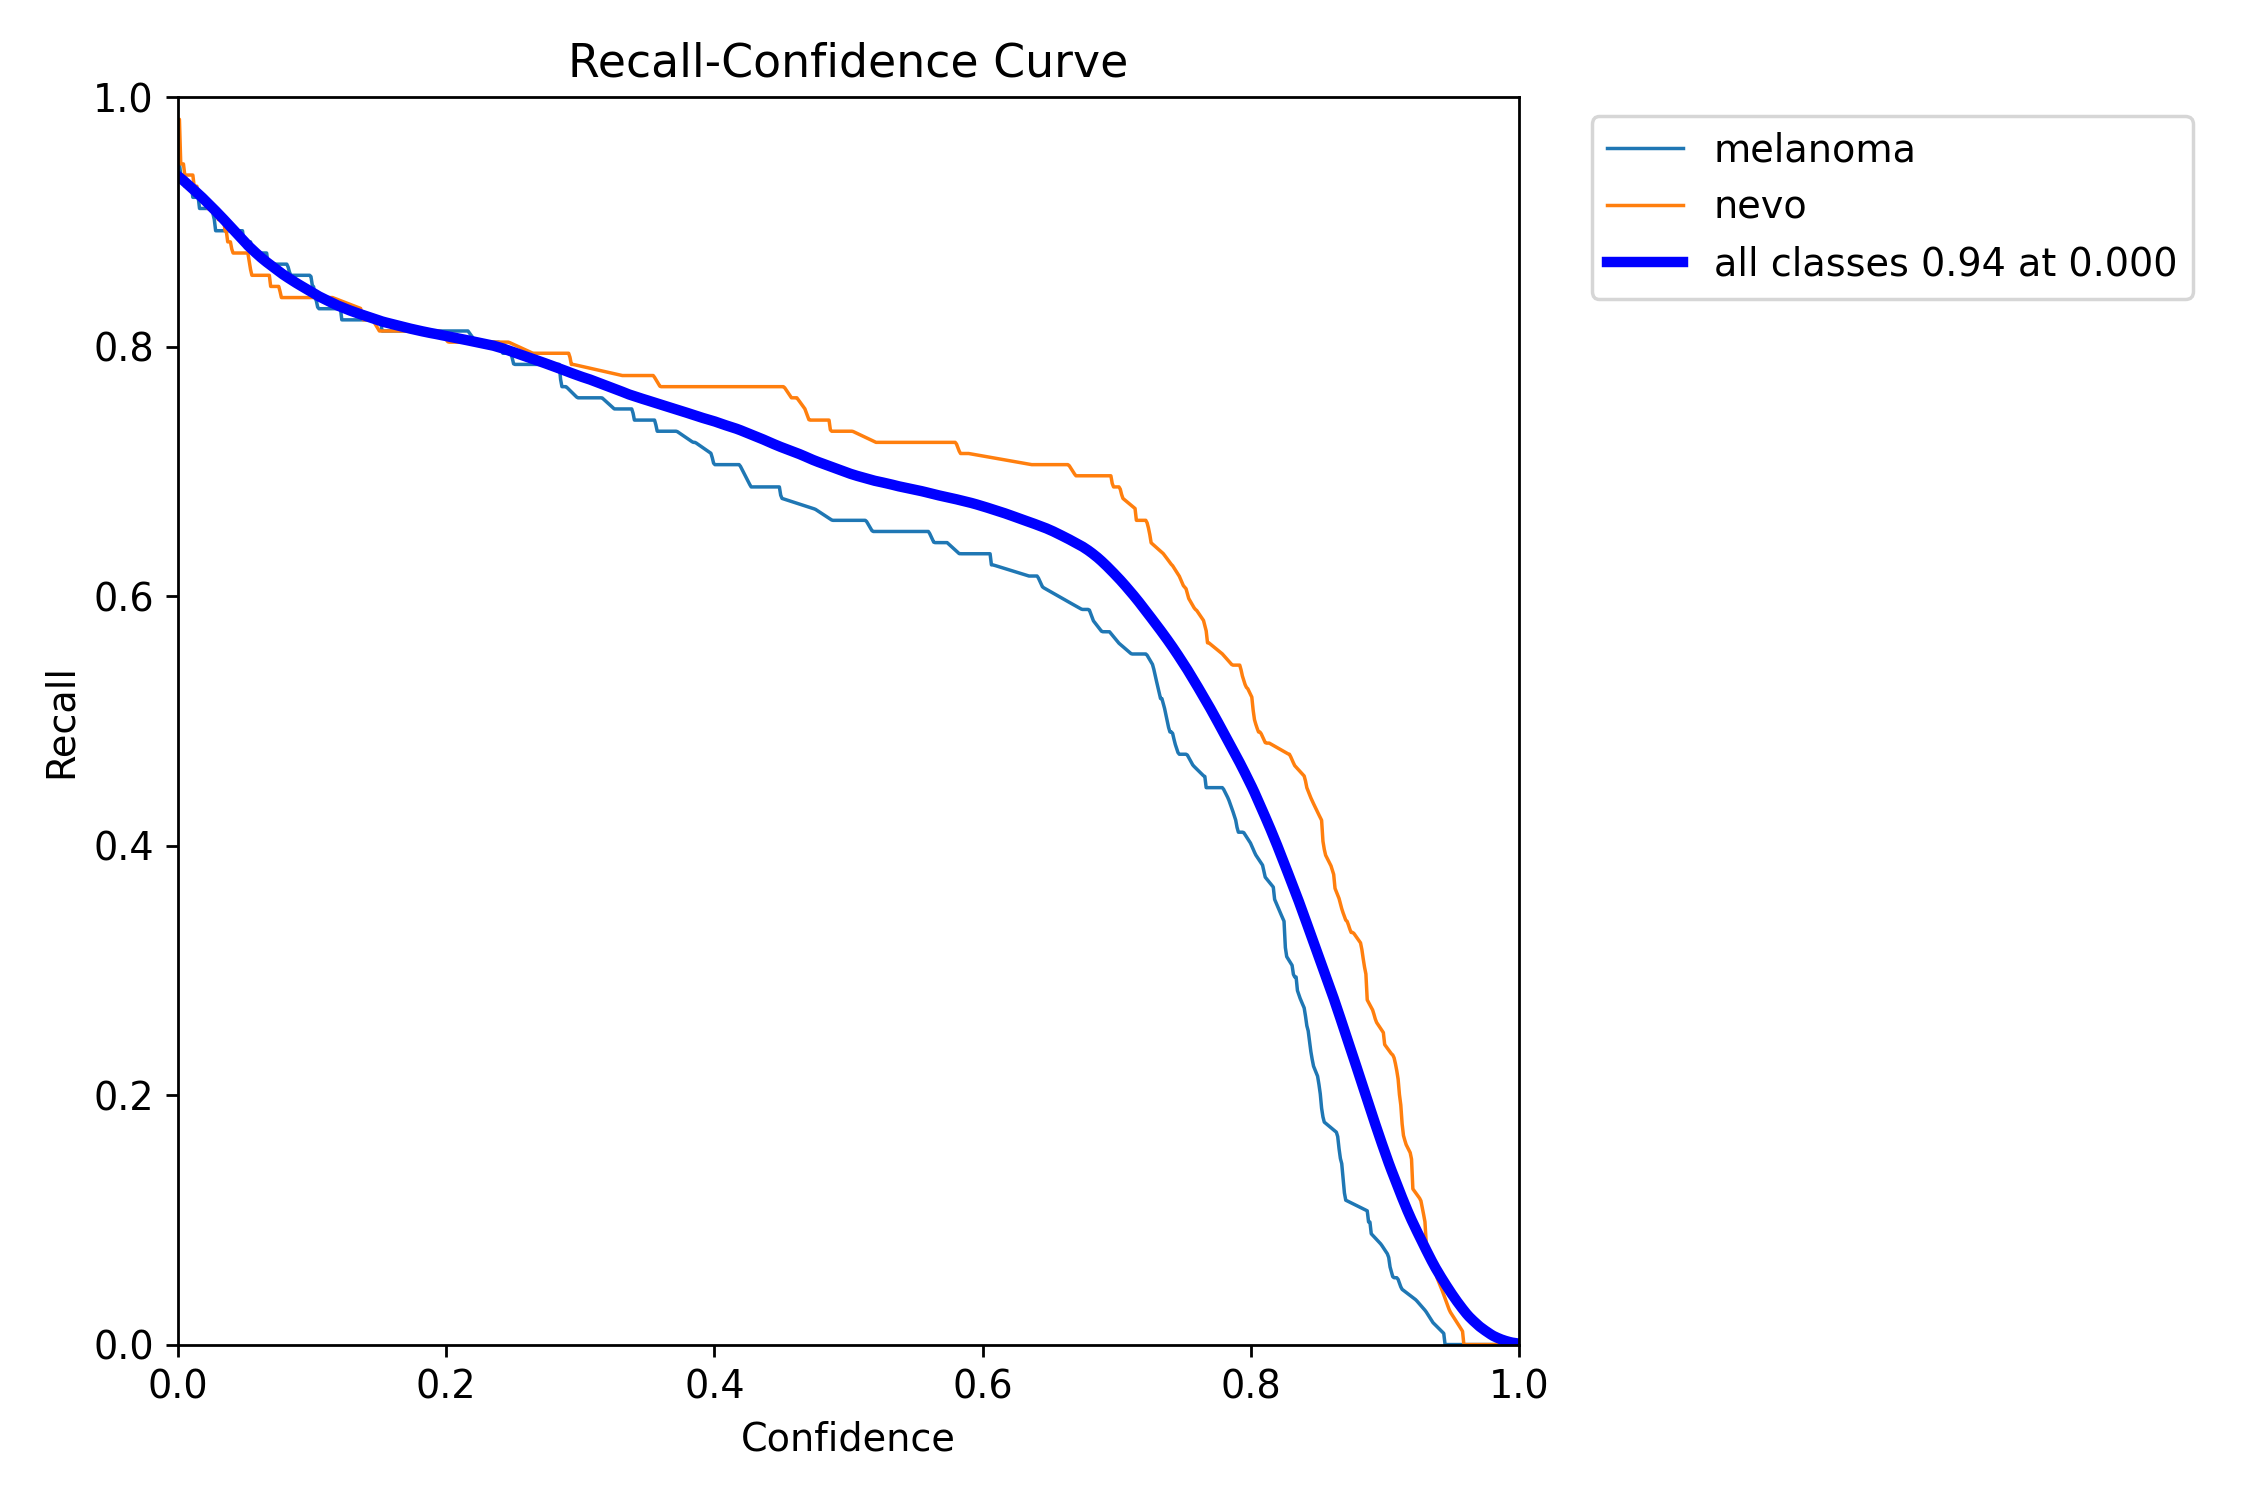 Recall-Confidence Curve
1.0
0.8
0.6
0.4
0.2
0.0
Recall
0.0 0.2 0.4 0.6 0.8 1.0
Confidence
melanoma
nevo
all classes 0.94 at 0.000